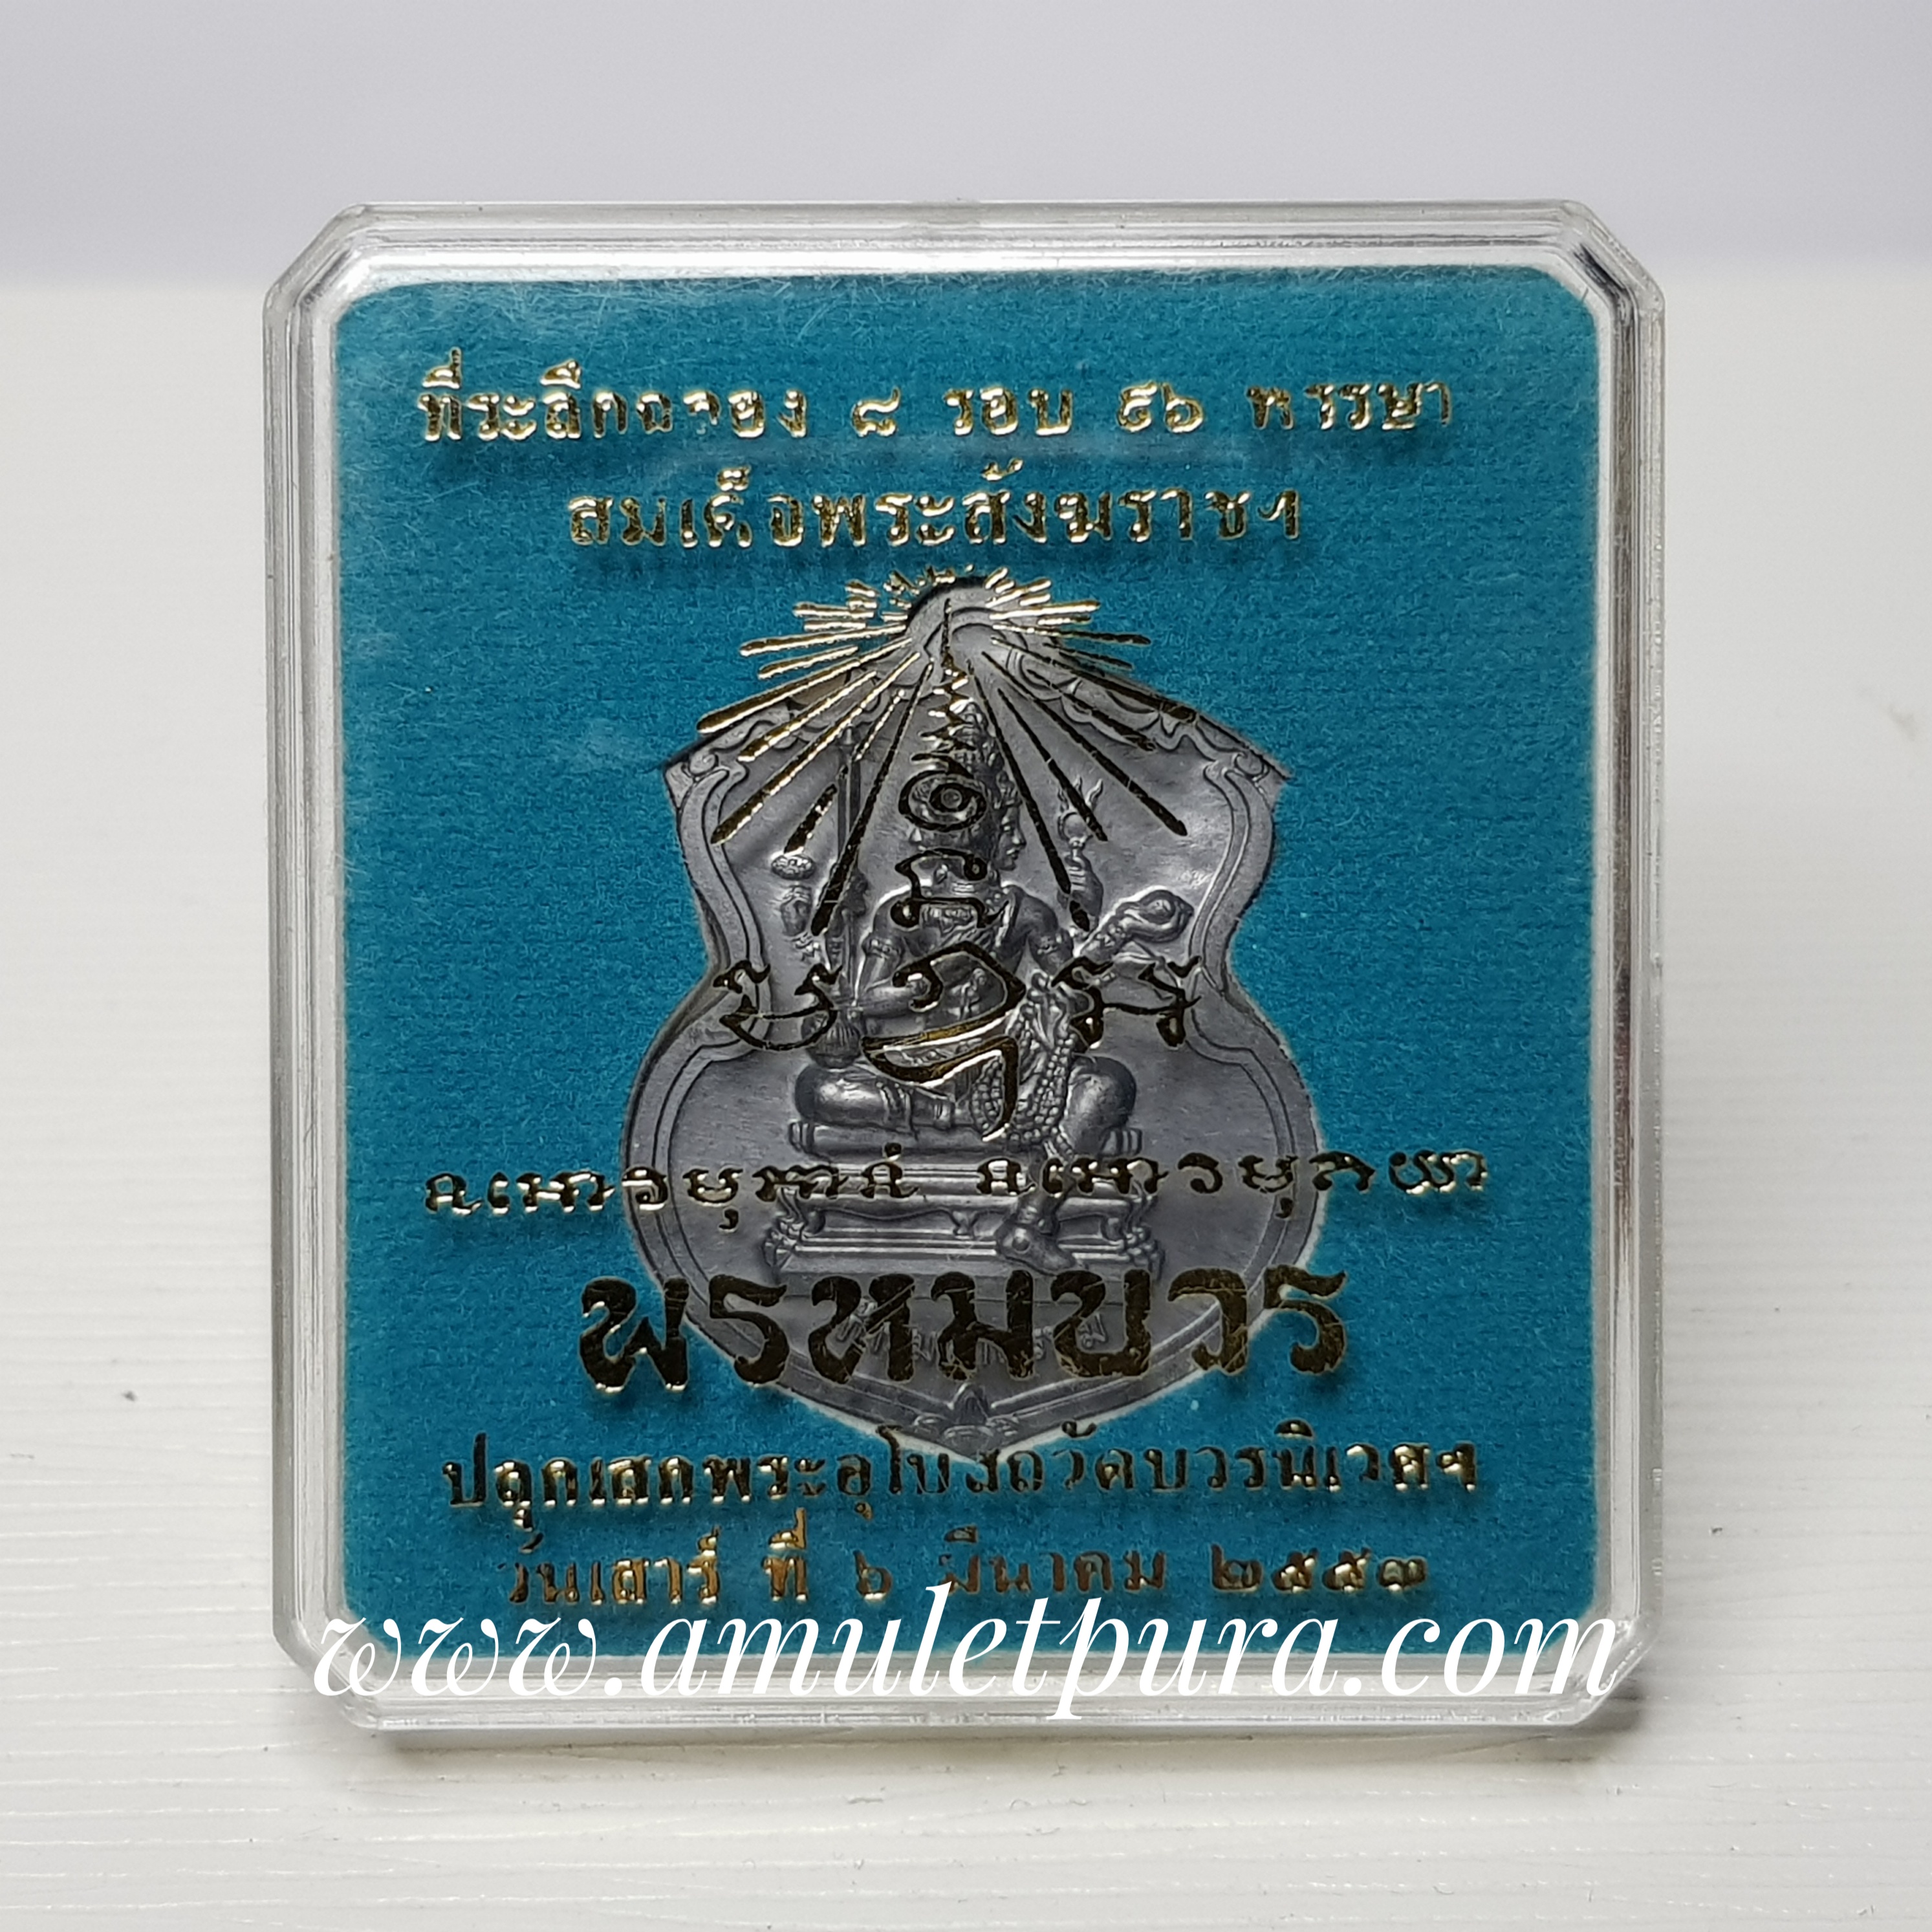 ที่ระลึกฉลอง ๘ รอบ ๙๖ พรรษา
สมเด็จพระสังฆราชฯ
พรหมบวร
ปลุกเสกพระอุโบสถวัดบวรนิเวศฯ
วันเสาร์ ที่ ๖ มีนาคม ๒๕๕๓
www.amuletpura.com